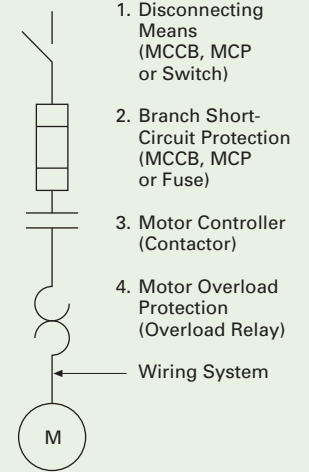 1. Disconnecting
Means
(MCCB, MCP
or Switch)
2. Branch Short-
Circuit Protection
(MCCB, MCP
or Fuse)
3. Motor Controller
(Contactor)
4. Motor Overload
Protection
(Overload Relay)
Wiring System
M